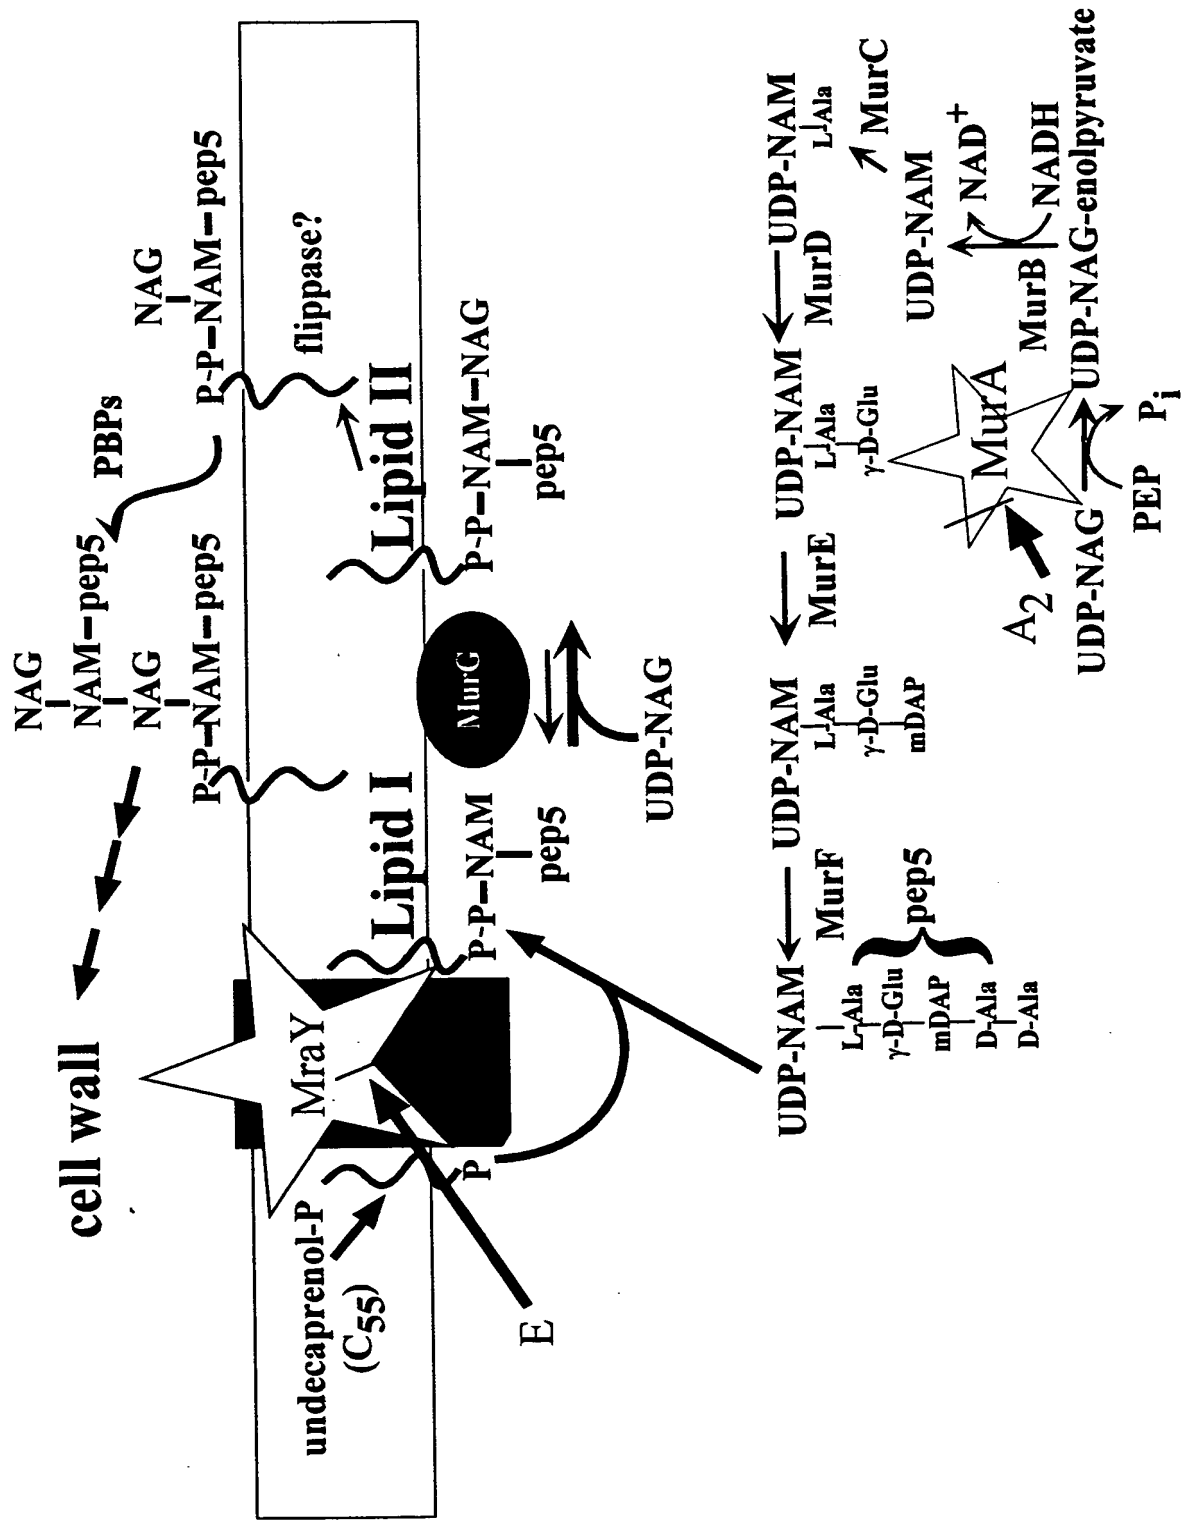 cell wall
NAG
NAM–pep5
NAG
P-P–NAM–pep5
PBPs
NAG
P-P–NAM–pep5
undecaprenol-P
(C55)
MraY
flippase?
Lipid I
Lipid II
P
P-P–NAM
pep5
MurG
P-P–NAM–NAG
pep5
E
UDP-NAG
UDP-NAM
L-Ala
γ-D-Glu
mDAP
D-Ala
D-Ala
pep5
MurF
UDP-NAM
L-Ala
γ-D-Glu
mDAP
MurE
UDP-NAM
L-Ala
γ-D-Glu
MurD
UDP-NAM
L-Ala
MurC
UDP-NAM
NAD+
MurB
NADH
MurA
A2
UDP-NAG
UDP-NAG-enolpyruvate
PEP
Pi